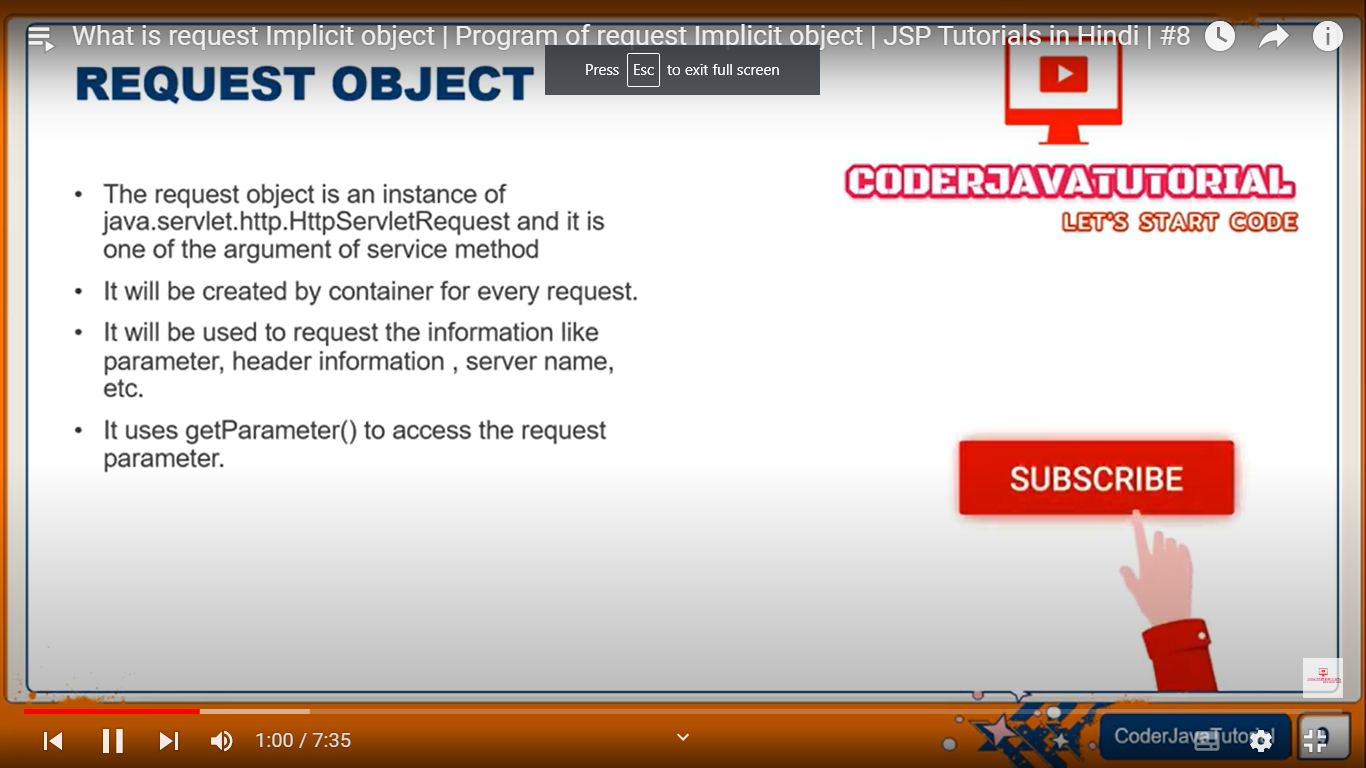 What is request Implicit object | Program of request Implicit object | JSP Tutorials in Hindi | #8
Press Esc to exit full screen
REQUEST OBJECT
CODERJAVATUTORIAL
LET'S START CODE
• The request object is an instance of
java.servlet.http.HttpServletRequest and it is
one of the argument of service method
• It will be created by container for every request.
• It will be used to request the information like
parameter, header information , server name,
etc.
• It uses getParameter() to access the request
parameter.
SUBSCRIBE
1:00 / 7:35
CoderJavaTutorial